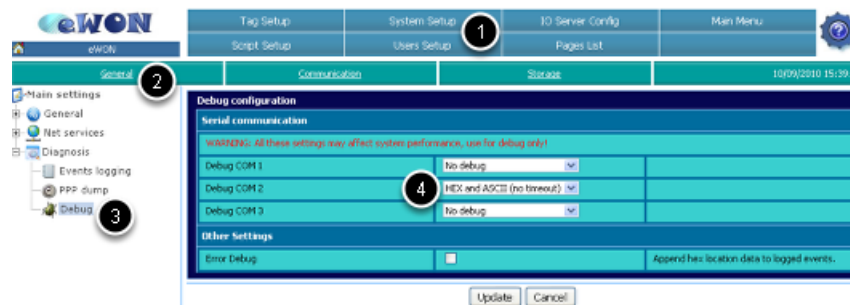 eWON
Tag Setup
System Setup
IO Server Config
Main Menu
eWON
Script Setup
Users Setup
Pages List
1
General
Communication
Storage
10/09/2010 15:39
2
Main settings
General
Net services
Diagnosis
Events logging
PPP dump
Debug
3
Debug configuration
Serial communication
WARNING: All these settings may affect system performance, use for debug only!
Debug COM 1
No debug
Debug COM 2
4
HEX and ASCII (no timeout)
Debug COM 3
No debug
Other Settings
Error Debug
Append hex location data to logged events.
Update
Cancel